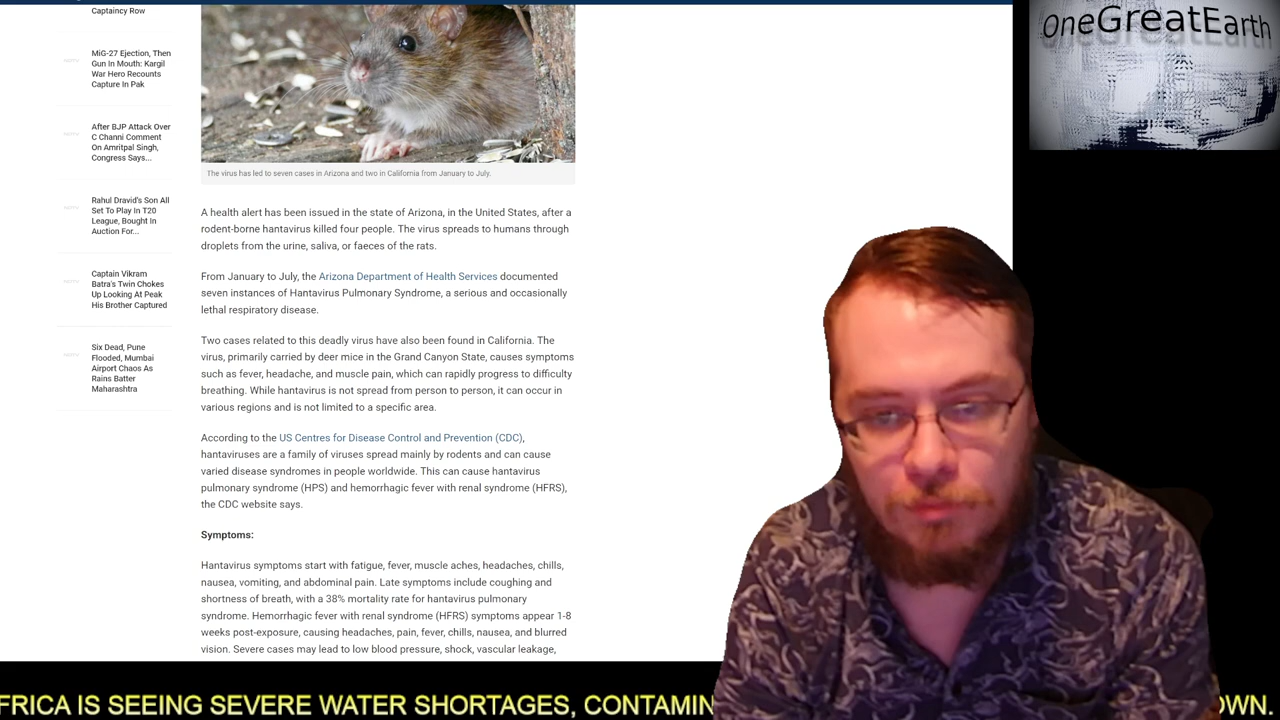 Captaincy Row
MiG-27 Ejection, Then
Gun In Mouth: Kargil
War Hero Recounts
Capture In Pak
After BJP Attack Over
C Channi Comment
On Amritpal Singh,
Congress Says...
Rahul Dravid's Son All
Set To Play In T20
League, Bought In
Auction For...
Captain Vikram
Batra's Twin Chokes
Up Looking At Peak
His Brother Captured
Six Dead, Pune
Flooded, Mumbai
Airport Chaos As
Rains Batter
Maharashtra
The virus has led to seven cases in Arizona and two in California from January to July.
A health alert has been issued in the state of Arizona, in the United States, after a
rodent-borne hantavirus killed four people. The virus spreads to humans through
droplets from the urine, saliva, or faeces of the rats.
From January to July, the Arizona Department of Health Services documented
seven instances of Hantavirus Pulmonary Syndrome, a serious and occasionally
lethal respiratory disease.
Two cases related to this deadly virus have also been found in California. The
virus, primarily carried by deer mice in the Grand Canyon State, causes symptoms
such as fever, headache, and muscle pain, which can rapidly progress to difficulty
breathing. While hantavirus is not spread from person to person, it can occur in
various regions and is not limited to a specific area.
According to the US Centres for Disease Control and Prevention (CDC),
hantaviruses are a family of viruses spread mainly by rodents and can cause
varied disease syndromes in people worldwide. This can cause hantavirus
pulmonary syndrome (HPS) and hemorrhagic fever with renal syndrome (HFRS),
the CDC website says.
Symptoms:
Hantavirus symptoms start with fatigue, fever, muscle aches, headaches, chills,
nausea, vomiting, and abdominal pain. Late symptoms include coughing and
shortness of breath, with a 38% mortality rate for hantavirus pulmonary
syndrome. Hemorrhagic fever with renal syndrome (HFRS) symptoms appear 1-8
weeks post-exposure, causing headaches, pain, fever, chills, nausea, and blurred
vision. Severe cases may lead to low blood pressure, shock, vascular leakage,
OneGreatEarth
FRICA IS SEEING SEVERE WATER SHORTAGES, CONTAMIN OWN.